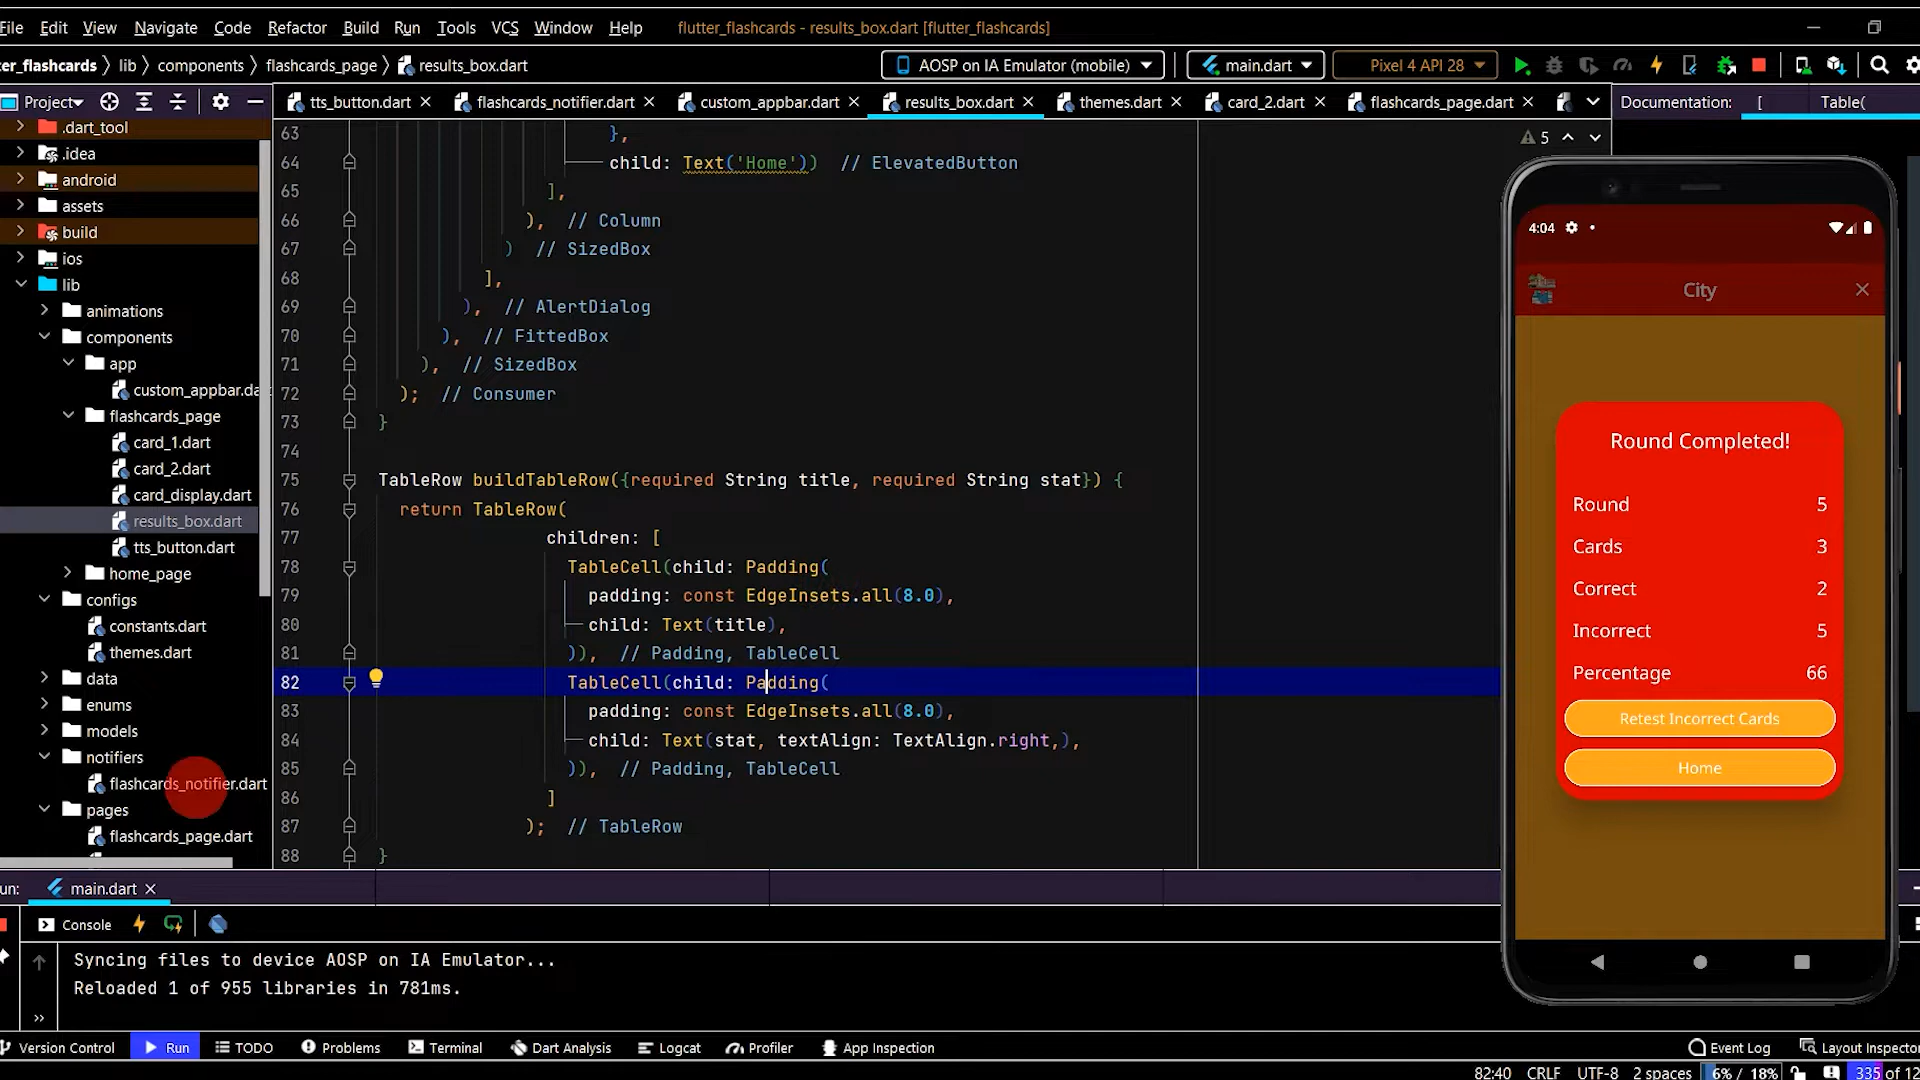 File Edit View Navigate Code Refactor Build Run Tools VCS Window Help flutter_flashcards - results_box.dart [flutter_flashcards]
ter_flashcards lib components flashcards_page results_box.dart AOSP on IA Emulator (mobile) main.dart Pixel 4 API 28
Project tts_button.dart flashcards_notifier.dart custom_appbar.dart results_box.dart themes.dart card_2.dart flashcards_page.dart Documentation: [ Table(
.dart_tool
.idea
android
assets
build
ios
lib
animations
components
app
custom_appbar.da
flashcards_page
card_1.dart
card_2.dart
card_display.dart
results_box.dart
tts_button.dart
home_page
configs
constants.dart
themes.dart
data
enums
models
notifiers
flashcards_notifier.dart
pages
flashcards_page.dart
5
63 },
64 child: Text('Home')) // ElevatedButton
65 ],
66 ), // Column
67 ) // SizedBox
68 ],
69 ), // AlertDialog
70 ), // FittedBox
71 ), // SizedBox
72 ); // Consumer
73 }
74
75 TableRow buildTableRow({required String title, required String stat}) {
76 return TableRow(
77 children: [
78 TableCell(child: Padding(
79 padding: const EdgeInsets.all(8.0),
80 child: Text(title),
81 )), // Padding, TableCell
82 TableCell(child: Padding(
83 padding: const EdgeInsets.all(8.0),
84 child: Text(stat, textAlign: TextAlign.right,),
85 )), // Padding, TableCell
86 ]
87 ); // TableRow
88 }
4:04
City
Round Completed!
Round 5
Cards 3
Correct 2
Incorrect 5
Percentage 66
Retest Incorrect Cards
Home
un: main.dart
Console
Syncing files to device AOSP on IA Emulator...
Reloaded 1 of 955 libraries in 781ms.
Version Control Run TODO Problems Terminal Dart Analysis Logcat Profiler App Inspection Event Log Layout Inspector
82:40 CRLF UTF-8 2 spaces 6% / 18% 335 of 12